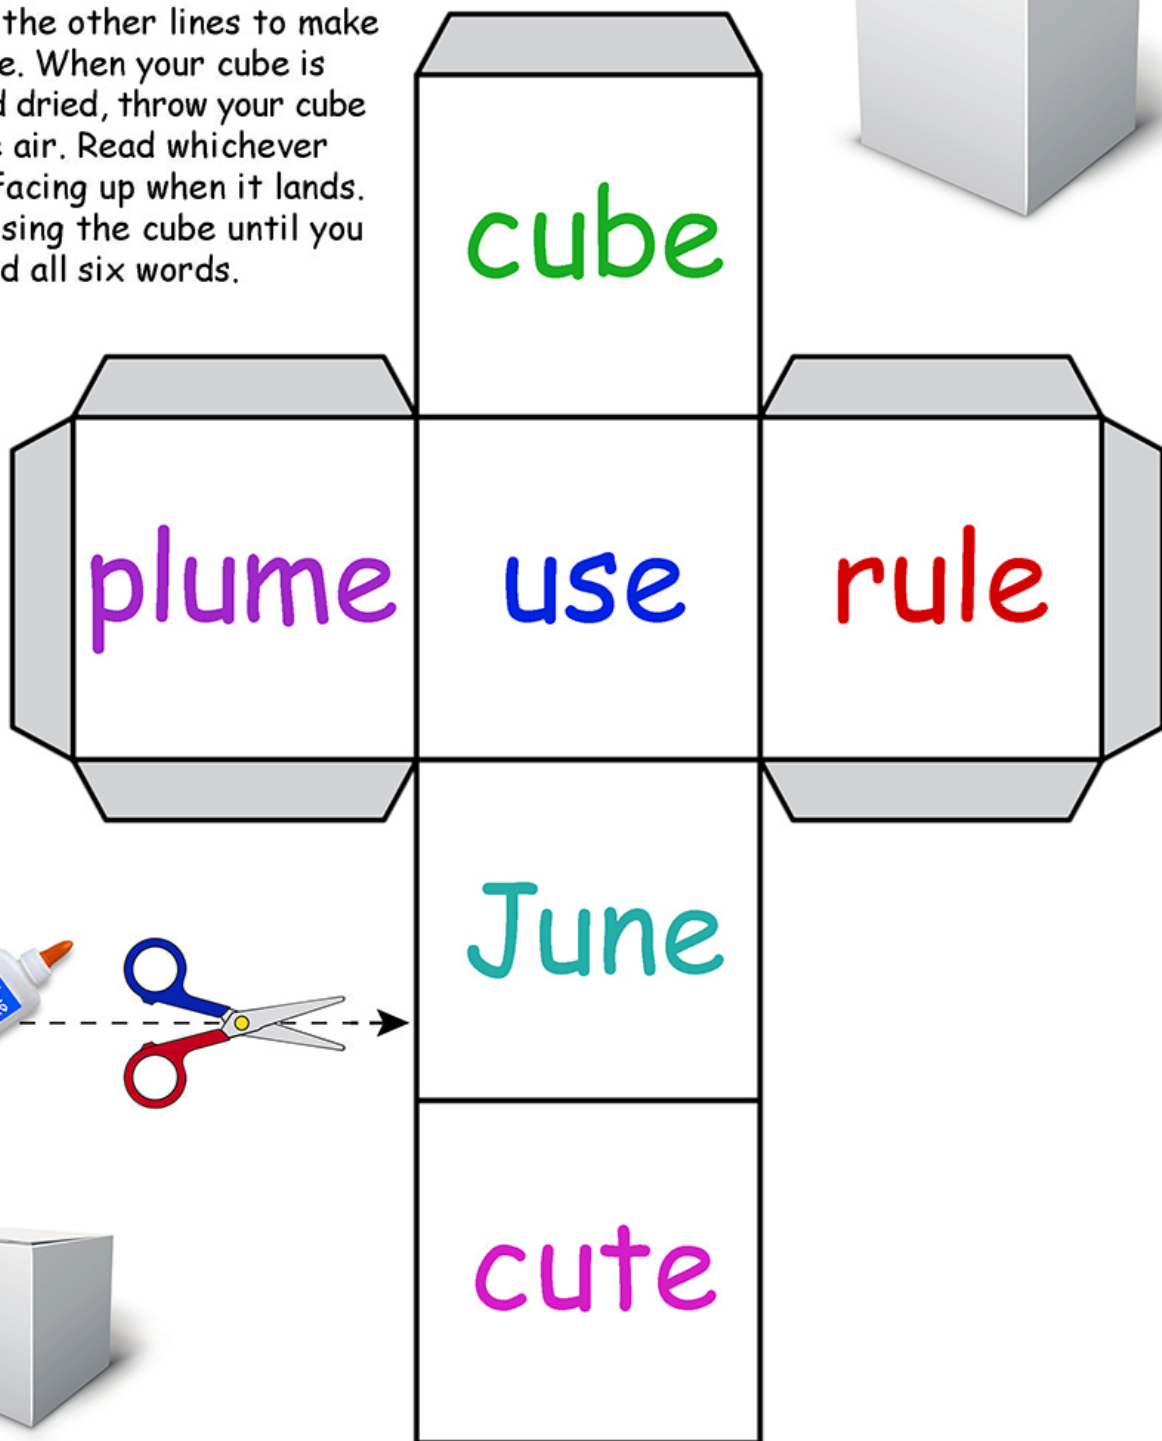 the other lines to make
e. When your cube is
d dried, throw your cube
e air. Read whichever
facing up when it lands.
sing the cube until you
d all six words.
cube
plume use rule
June
cute